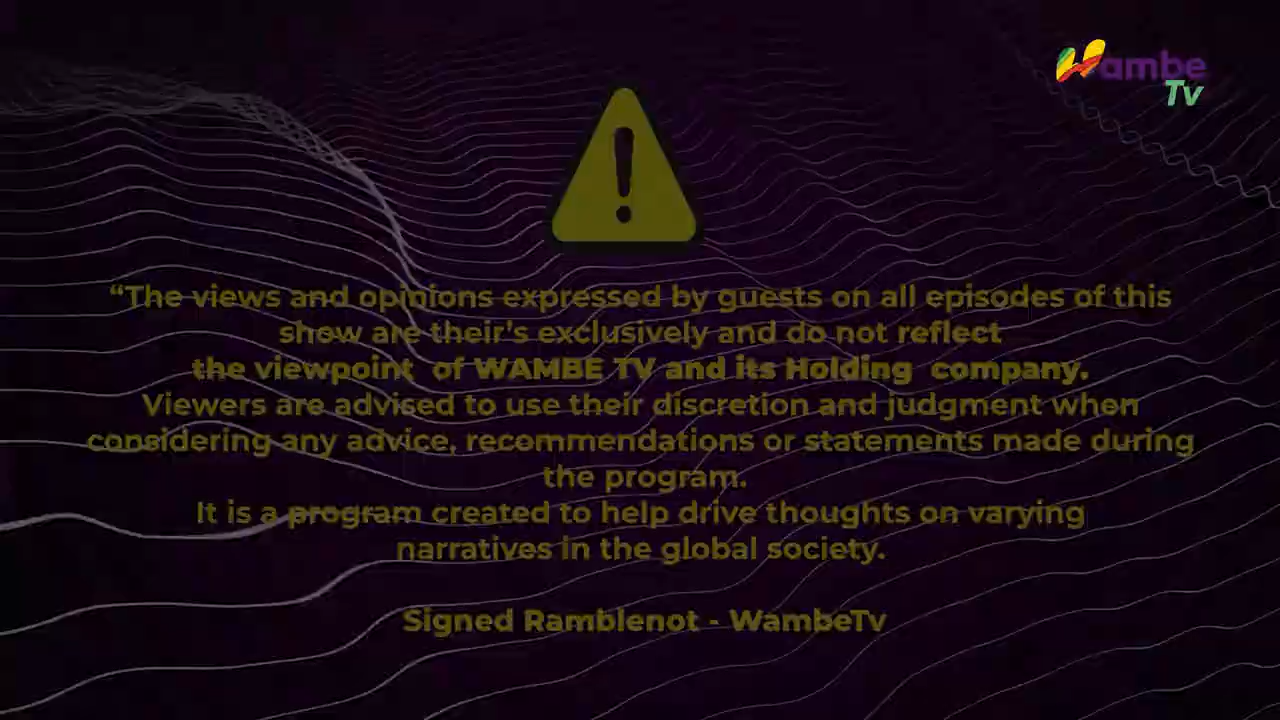 Wambe
Tv
“The views and opinions expressed by guests on all episodes of this
show are their’s exclusively and do not reflect
the viewpoint of WAMBE TV and its Holding company.
Viewers are advised to use their discretion and judgment when
considering any advice, recommendations or statements made during
the program.
It is a program created to help drive thoughts on varying
narratives in the global society.
Signed Ramblenot - WambeTv